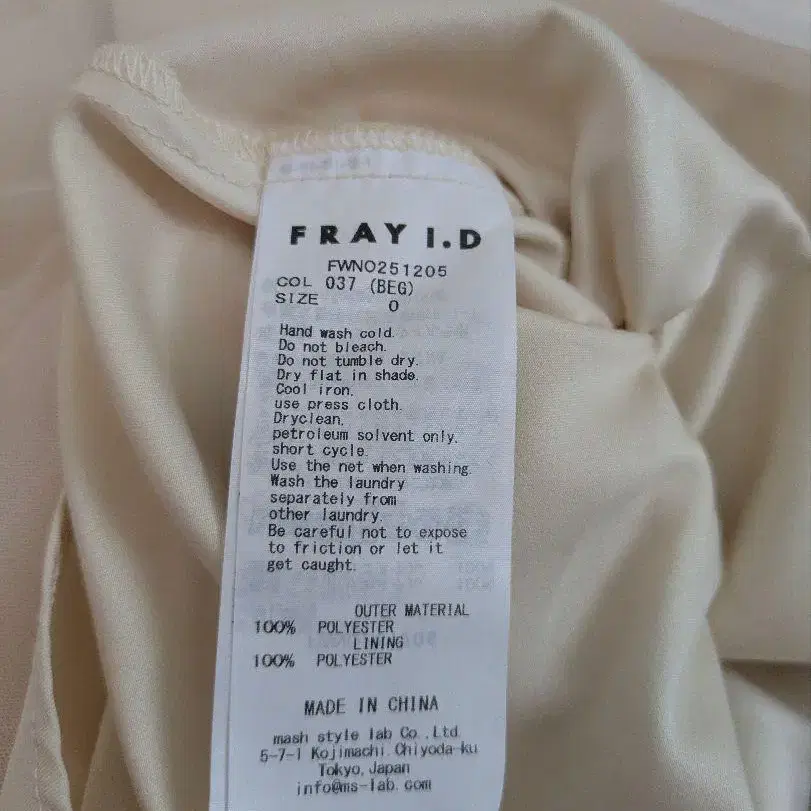 FRAY I.D
FWNO251205
COL 037 (BEG)
SIZE 0
Hand wash cold.
Do not bleach.
Do not tumble dry.
Dry flat in shade.
Cool iron.
use press cloth.
Dryclean.
petroleum solvent only.
short cycle.
Use the net when washing.
Wash the laundry
separately from
other laundry.
Be careful not to expose
to friction or let it
get caught.
OUTER MATERIAL
100% POLYESTER
LINING
100% POLYESTER
MADE IN CHINA
mash style lab Co.,Ltd.
5-7-1 Kojimachi.Chiyoda-ku
Tokyo,Japan
info@ms-lab.com